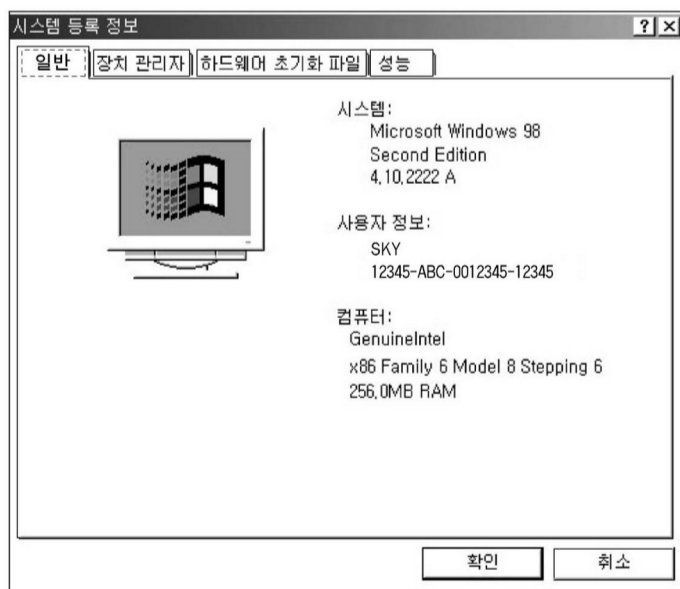 시스템 등록 정보
일반 장치 관리자 하드웨어 초기화 파일 성능
시스템:
Microsoft Windows 98
Second Edition
4,10,2222 A
사용자 정보:
SKY
12345-ABC-0012345-12345
컴퓨터:
GenuineIntel
x86 Family 6 Model 8 Stepping 6
256,0MB RAM
확인 취소